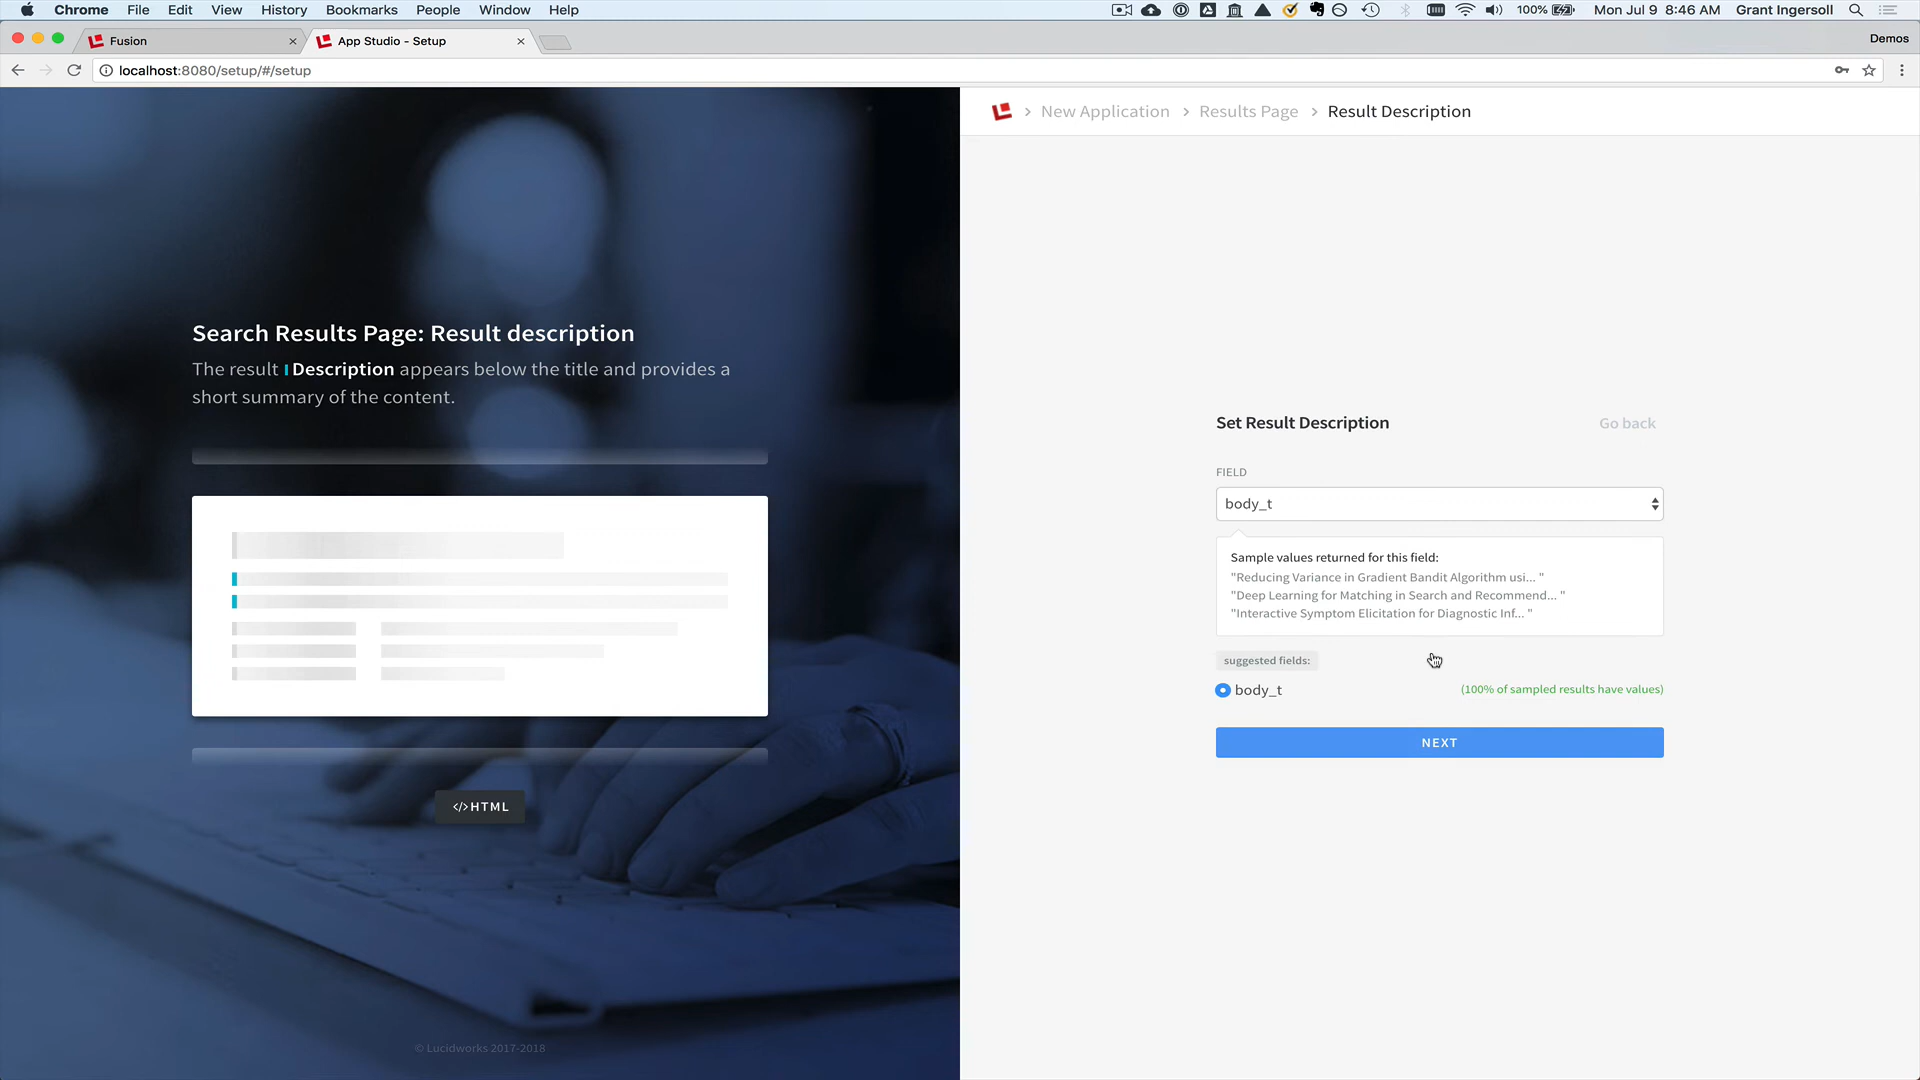 Chrome File Edit View History Bookmarks People Window Help
100% Mon Jul 9 8:46 AM Grant Ingersoll
Fusion
App Studio - Setup
Demos
localhost:8080/setup/#/setup
New Application > Results Page > Result Description
Search Results Page: Result description
The result Description appears below the title and provides a
short summary of the content.
</>HTML
© Lucidworks 2017-2018
Set Result Description
Go back
FIELD
body_t
Sample values returned for this field:
"Reducing Variance in Gradient Bandit Algorithm usi... "
"Deep Learning for Matching in Search and Recommend... "
"Interactive Symptom Elicitation for Diagnostic Inf... "
suggested fields:
body_t
(100% of sampled results have values)
NEXT